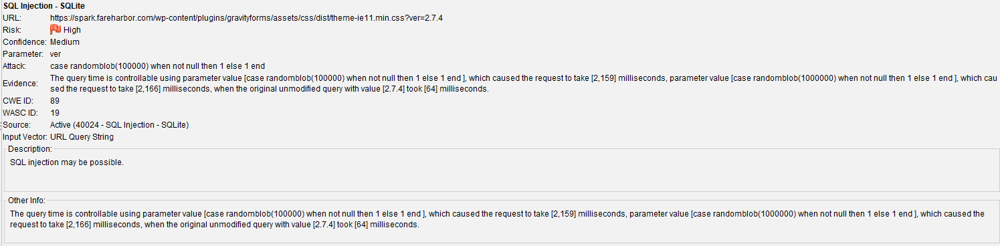 SQL Injection - SQLite
URL: https://spark.fareharbor.com/wp-content/plugins/gravityforms/assets/css/dist/theme-ie11.min.css?ver=2.7.4
Risk: High
Confidence: Medium
Parameter: ver
Attack: case randomblob(100000) when not null then 1 else 1 end
Evidence: The query time is controllable using parameter value [case randomblob(100000) when not null then 1 else 1 end ], which caused the request to take [2,159] milliseconds, parameter value [case randomblob(1000000) when not null then 1 else 1 end ], which cau
sed the request to take [2,166] milliseconds, when the original unmodified query with value [2.7.4] took [64] milliseconds.
CWE ID: 89
WASC ID: 19
Source: Active (40024 - SQL Injection - SQLite)
Input Vector: URL Query String
Description:
SQL injection may be possible.
Other Info:
The query time is controllable using parameter value [case randomblob(100000) when not null then 1 else 1 end ], which caused the request to take [2,159] milliseconds, parameter value [case randomblob(1000000) when not null then 1 else 1 end ], which caused the
request to take [2,166] milliseconds, when the original unmodified query with value [2.7.4] took [64] milliseconds.